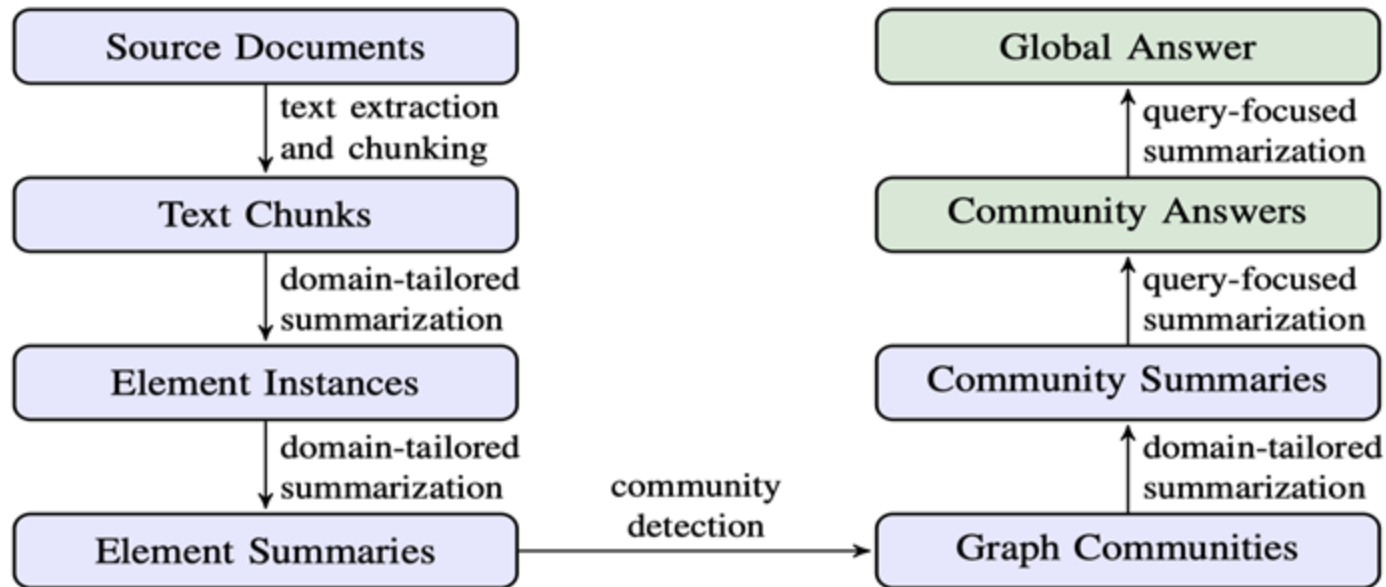 Source Documents
text extraction
and chunking
Text Chunks
domain-tailored
summarization
Element Instances
domain-tailored
summarization
Element Summaries
community
detection
Graph Communities
domain-tailored
summarization
Community Summaries
query-focused
summarization
Community Answers
query-focused
summarization
Global Answer